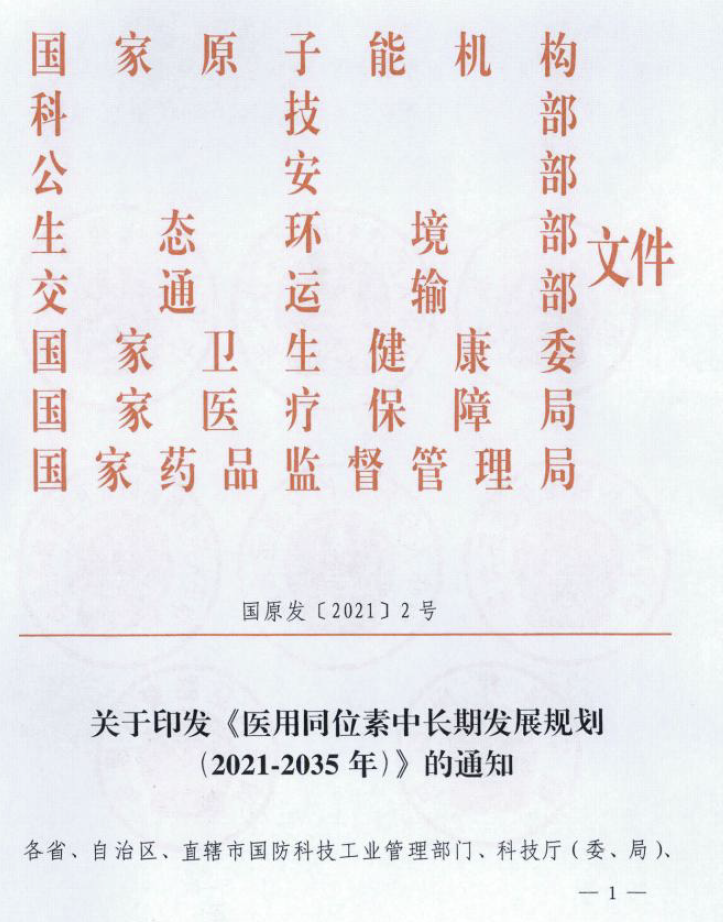 国家原子能机构
科技部
公安部
生态环境部
交通运输部
国家卫生健康委
国家医疗保障局
国家药品监督管理局
文件
国原发〔2021〕2号
关于印发《医用同位素中长期发展规划
（2021-2035 年）》的通知
各省、自治区、直辖市国防科技工业管理部门、科技厅（委、局）、
— 1 —